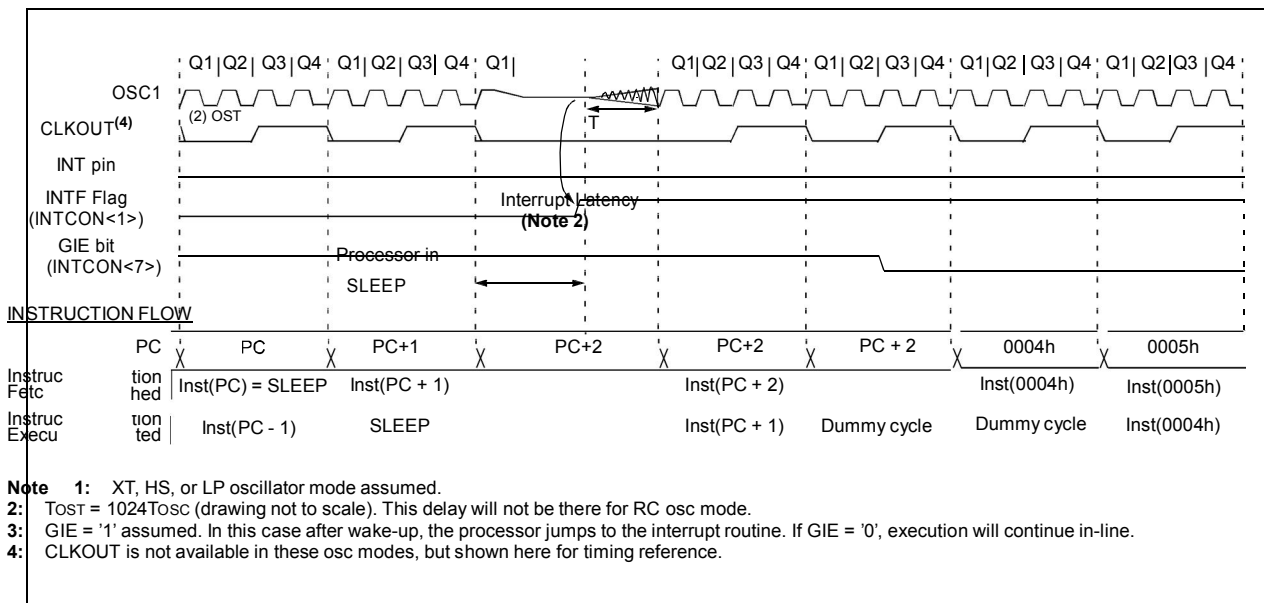 Q1 | Q2 | Q3 | Q4 Q1 | Q2 | Q3 | Q4 Q1 | Q1 | Q2 | Q3 | Q4 Q1 | Q2 | Q3 | Q4 Q1 | Q2 | Q3 | Q4 Q1 | Q2 | Q3 | Q4
OSC1
(2) OST
T
CLKOUT(4)
INT pin
INTF Flag
(INTCON<1>)
Interrupt Latency
(Note 2)
GIE bit
(INTCON<7>)
Processor in
SLEEP
INSTRUCTION FLOW
PC PC PC+1 PC+2 PC+2 PC + 2 0004h 0005h
Instruc tion
Fetc hed
Inst(PC) = SLEEP Inst(PC + 1) Inst(PC + 2) Inst(0004h) Inst(0005h)
Instruc tion
Execu ted
Inst(PC - 1) SLEEP Inst(PC + 1) Dummy cycle Dummy cycle Inst(0004h)
Note 1: XT, HS, or LP oscillator mode assumed.
2: TOST = 1024TOSC (drawing not to scale). This delay will not be there for RC osc mode.
3: GIE = '1' assumed. In this case after wake-up, the processor jumps to the interrupt routine. If GIE = '0', execution will continue in-line.
4: CLKOUT is not available in these osc modes, but shown here for timing reference.